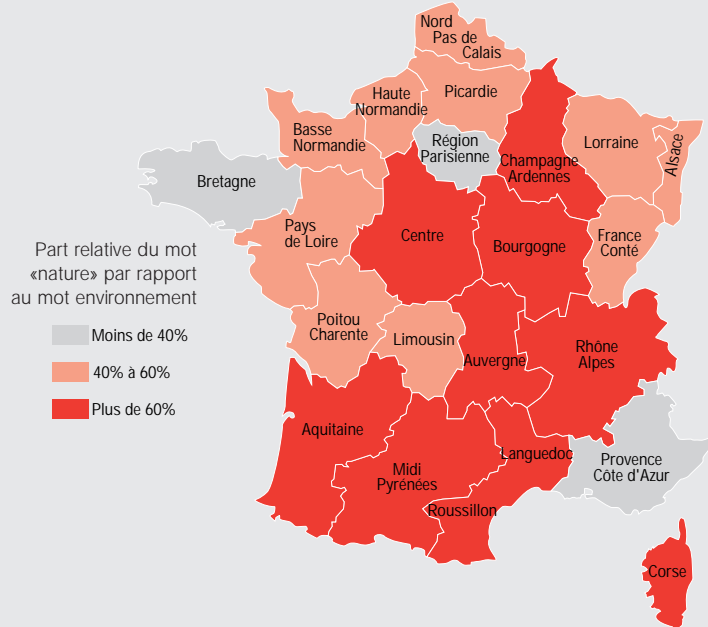 Nord
Pas de
Calais
Haute
Normandie
Picardie
Basse
Normandie
Région
Parisienne
Champagne
Ardennes
Lorraine
Alsace
Bretagne
Pays
de Loire
Centre
Bourgogne
France
Conté
Part relative du mot
«nature» par rapport
au mot environnement
Moins de 40%
40% à 60%
Plus de 60%
Poitou
Charente
Limousin
Auvergne
Rhône
Alpes
Aquitaine
Midi
Pyrénées
Languedoc
Roussillon
Provence
Côte d'Azur
Corse